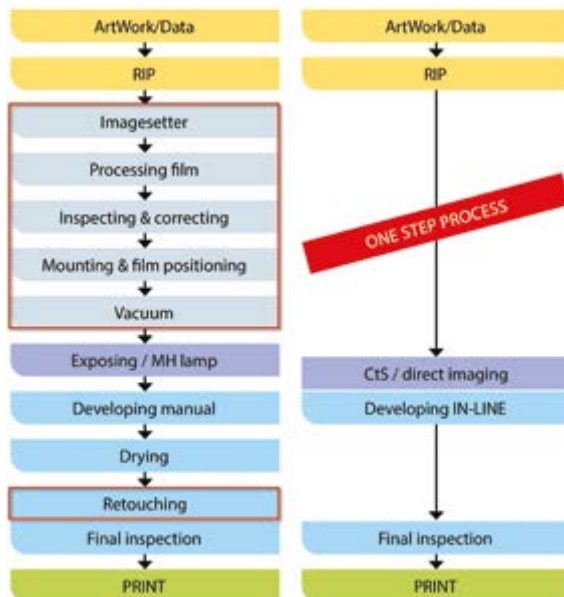 ArtWork/Data
RIP
Imagesetter
Processing film
Inspecting & correcting
Mounting & film positioning
Vacuum
Exposing / MH lamp
Developing manual
Drying
Retouching
Final inspection
PRINT
ArtWork/Data
RIP
ONE STEP PROCESS
CtS / direct imaging
Developing IN-LINE
Final inspection
PRINT